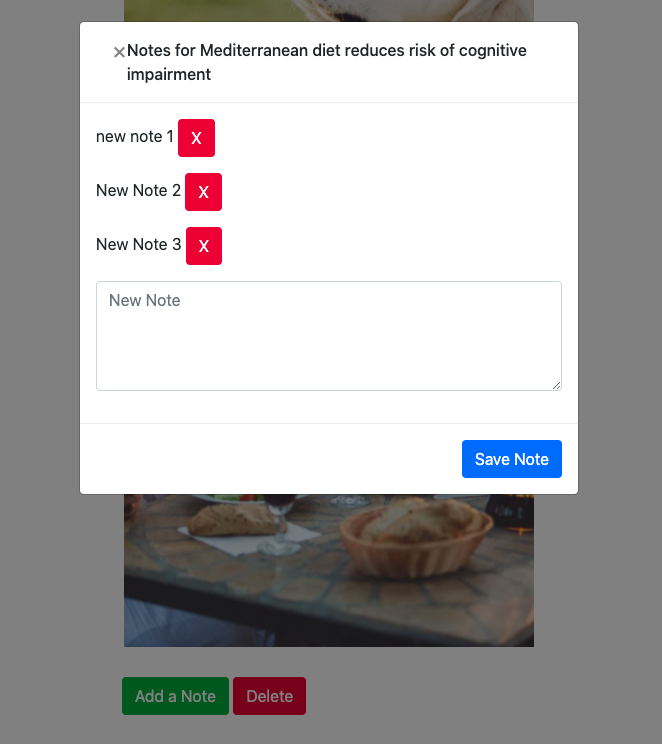 ×Notes for Mediterranean diet reduces risk of cognitive
impairment
new note 1 X
New Note 2 X
New Note 3 X
New Note
Save Note
Add a Note Delete